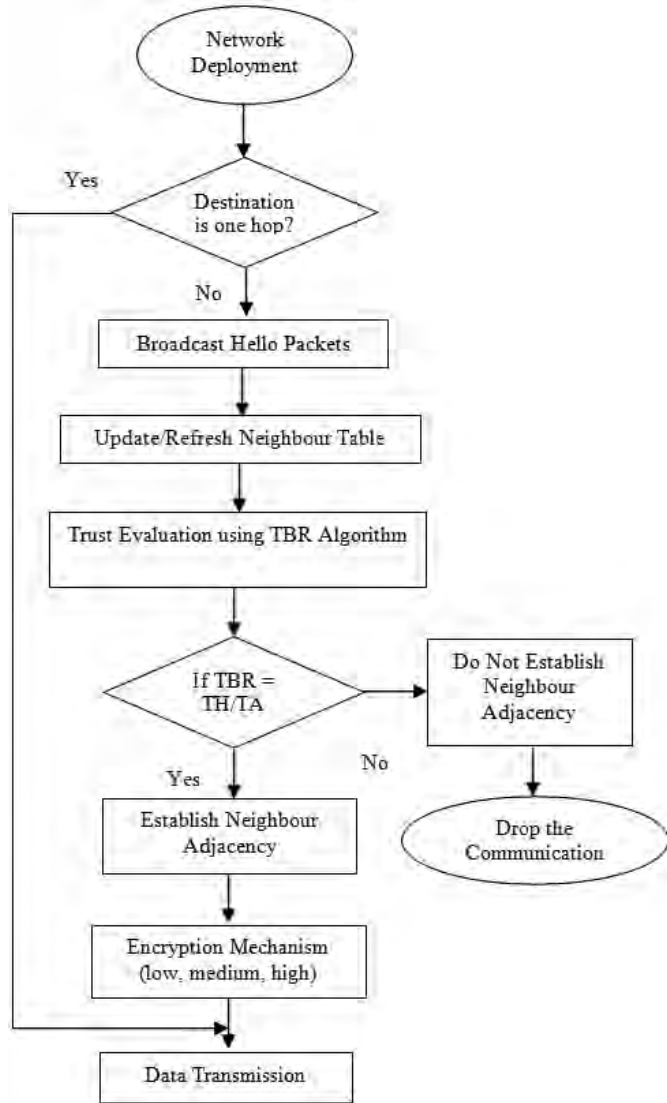 Network
Deployment
Yes
Destination
is one hop?
No
Broadcast Hello Packets
Update/Refresh Neighbour Table
Trust Evaluation using TBR Algorithm
If TBR =
TH/TA
Do Not Establish
Neighbour
Adjacency
Yes
No
Establish Neighbour
Adjacency
Drop the
Communication
Encryption Mechanism
(low, medium, high)
Data Transmission